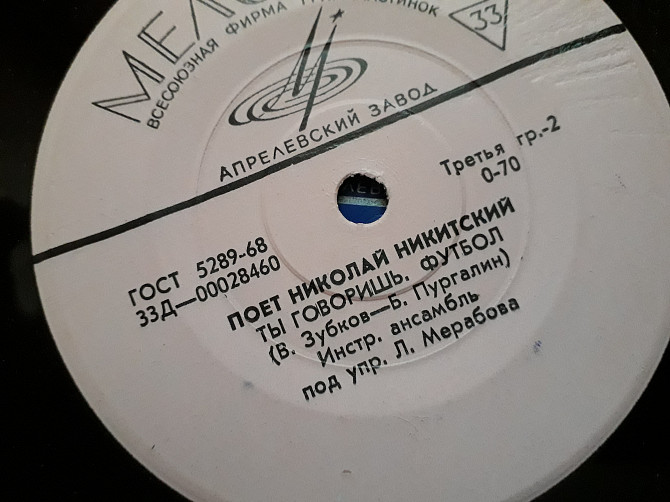 МЕЛО
ВСЕСОЮЗНАЯ ФИРМА ГРАМПЛАСТИНОК
33
АПРЕЛЕВСКИЙ ЗАВОД
Третья гр.-2
0-70
ГОСТ 5289-68
33Д—00028460
ПОЕТ НИКОЛАЙ НИКИТСКИЙ
ТЫ ГОВОРИШЬ, ФУТБОЛ
(В. Зубков—Б. Пургалин)
Инстр. ансамбль
под упр. Л. Мерабова